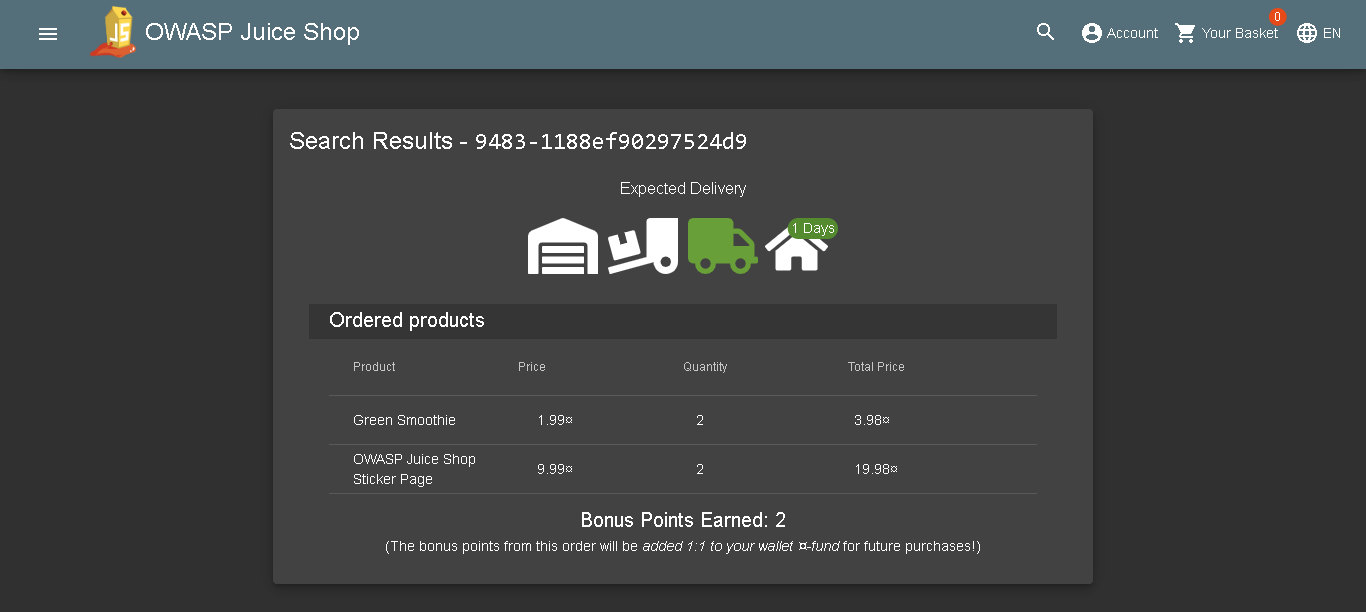 OWASP Juice Shop
Account
0
Your Basket
EN
Search Results - 9483-1188ef90297524d9
Expected Delivery
1 Days
Ordered products
Product Price Quantity Total Price
Green Smoothie 1.99¤ 2 3.98¤
OWASP Juice Shop
Sticker Page 9.99¤ 2 19.98¤
Bonus Points Earned: 2
(The bonus points from this order will be added 1:1 to your wallet ¤-fund for future purchases!)